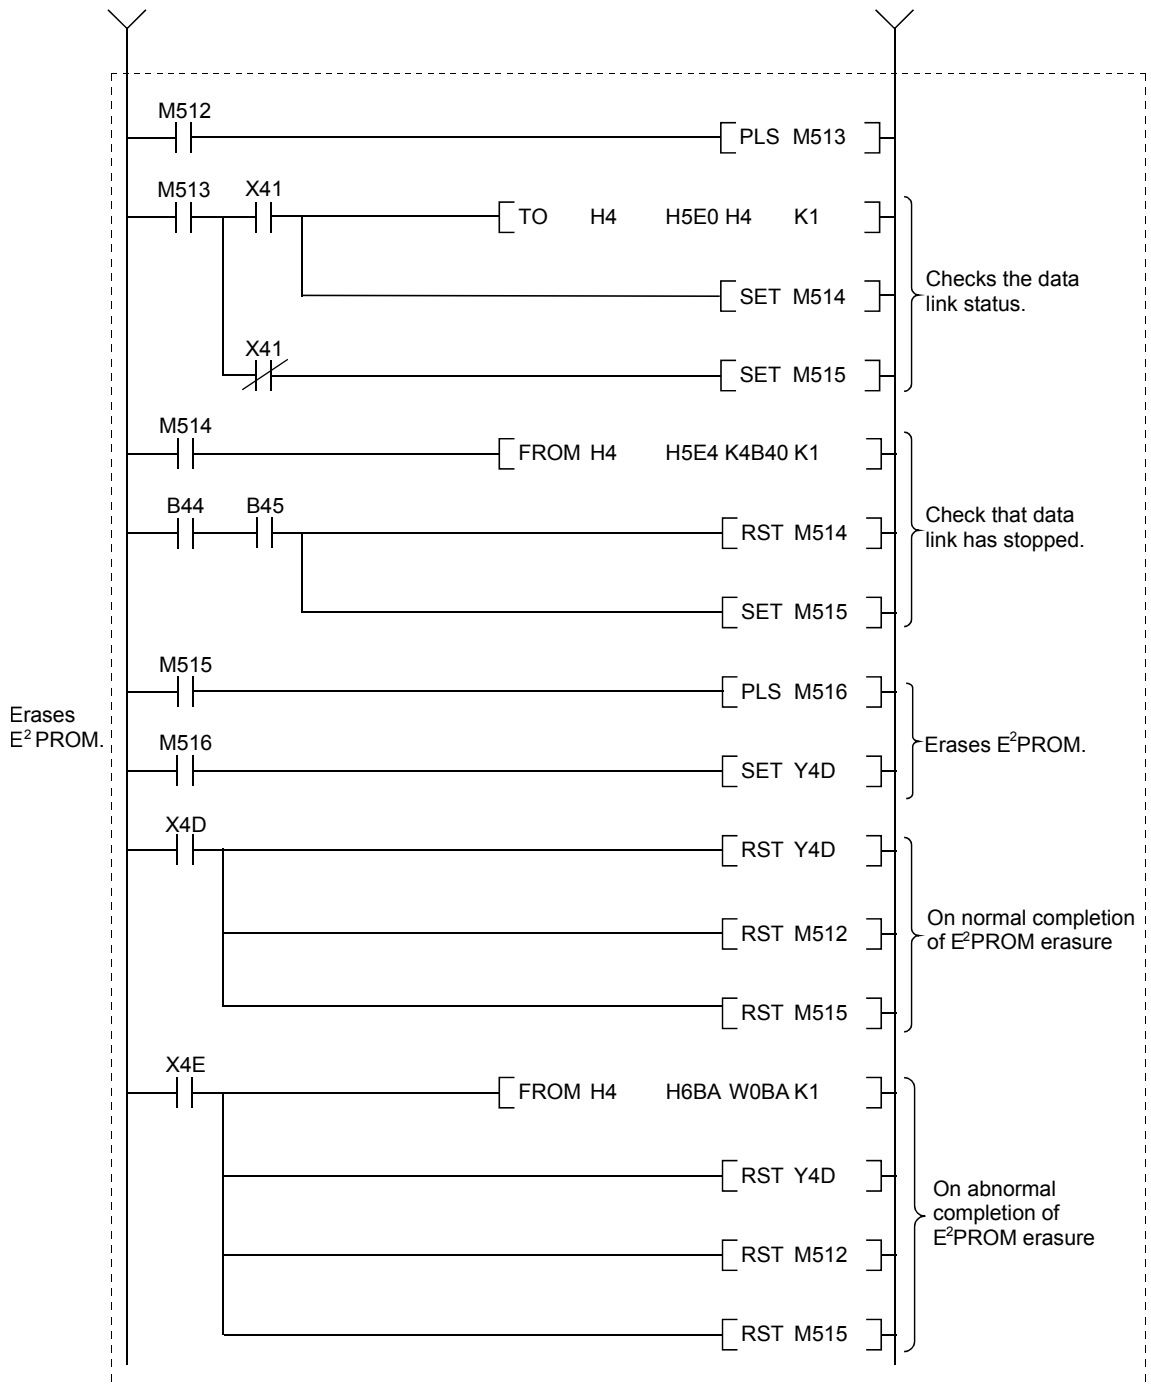 M512
PLS M513
M513 X41
TO H4 H5E0 H4 K1
SET M514
Checks the data
link status.
X41
SET M515
M514
FROM H4 H5E4 K4B40 K1
B44 B45
RST M514
Check that data
link has stopped.
SET M515
M515
PLS M516
Erases
E² PROM.
M516
SET Y4D
Erases E²PROM.
X4D
RST Y4D
RST M512
On normal completion
of E²PROM erasure
RST M515
X4E
FROM H4 H6BA W0BA K1
RST Y4D
On abnormal
completion of
E²PROM erasure
RST M512
RST M515